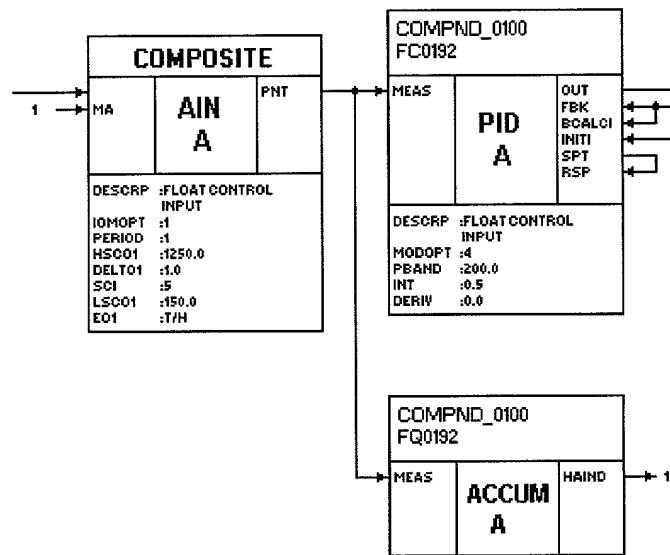 COMPOSITE
1
MA
AIN
A
PNT
DESCRP :FLOAT CONTROL
INPUT
IOMOPT :1
PERIOD :1
HSCO1 :1250.0
DELTO1 :1.0
SCI :5
LSCO1 :150.0
EO1 :T/H
COMPND_0100
FC0192
MEAS
PID
A
OUT
FBK
BCALCI
INITI
SPT
RSP
DESCRP :FLOAT CONTROL
INPUT
MODOPT :4
PBAND :200.0
INT :0.5
DERIV :0.0
COMPND_0100
FQ0192
MEAS
ACCUM
A
HAIND
1